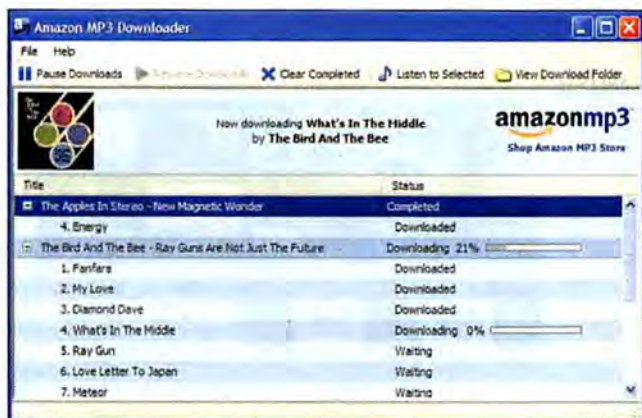 Amazon MP3 Downloader
File Help
Pause Downloads Resume Downloads Clear Completed Listen to Selected View Download Folder
Now downloading What's In The Middle
by The Bird And The Bee
amazonmp3
Shop Amazon MP3 Store
Title Status
The Apples In Stereo - New Magnetic Wonder Completed
4. Energy Downloaded
The Bird And The Bee - Ray Guns Are Not Just The Future Downloading 21%
1. Fanfare Downloaded
2. My Love Downloaded
3. Diamond Dave Downloaded
4. What's In The Middle Downloading 0%
5. Ray Gun Waiting
6. Love Letter To Japan Waiting
7. Meteor Waiting